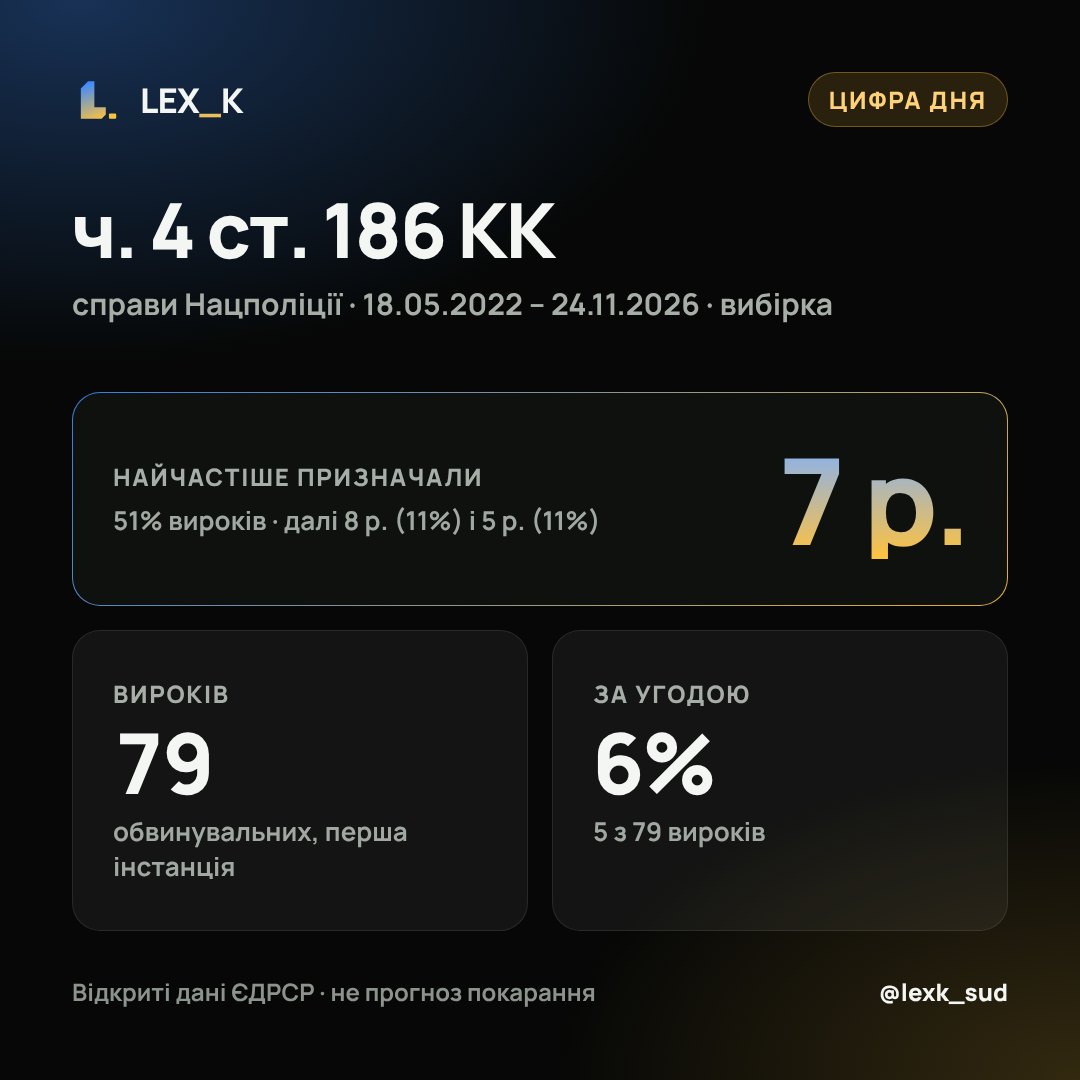 LEX_K
ЦИФРА ДНЯ
ч. 4 ст. 186 КК
справи Нацполіції · 18.05.2022 – 24.11.2026 · вибірка
НАЙЧАСТІШЕ ПРИЗНАЧАЛИ
51% вироків · далі 8 р. (11%) і 5 р. (11%)
7 р.
ВИРОКІВ
79
обвинувальних, перша
інстанція
ЗА УГОДОЮ
6%
5 з 79 вироків
Відкриті дані ЄДРСР · не прогноз покарання
@lexk_sud